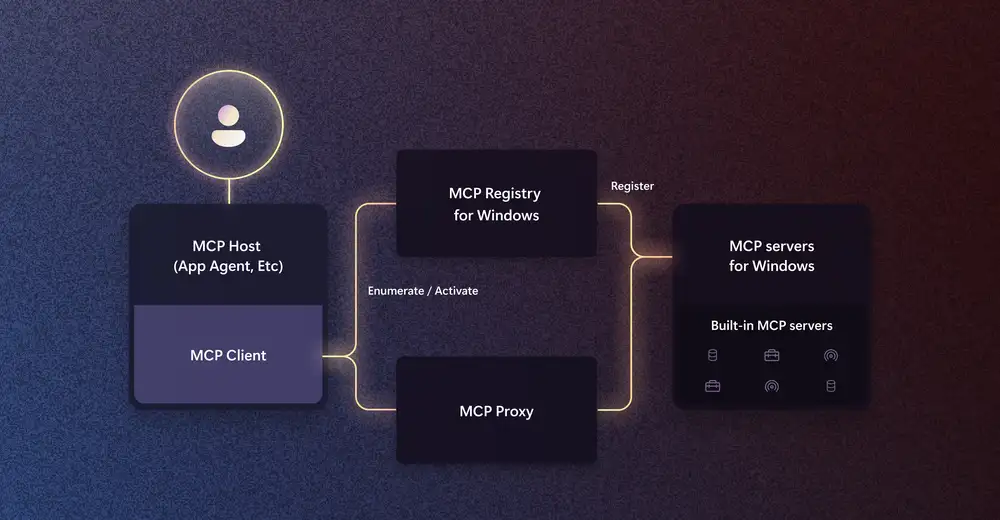 MCP Host
(App Agent, Etc)
MCP Client
Enumerate / Activate
MCP Registry
for Windows
MCP Proxy
Register
MCP servers
for Windows
Built-in MCP servers